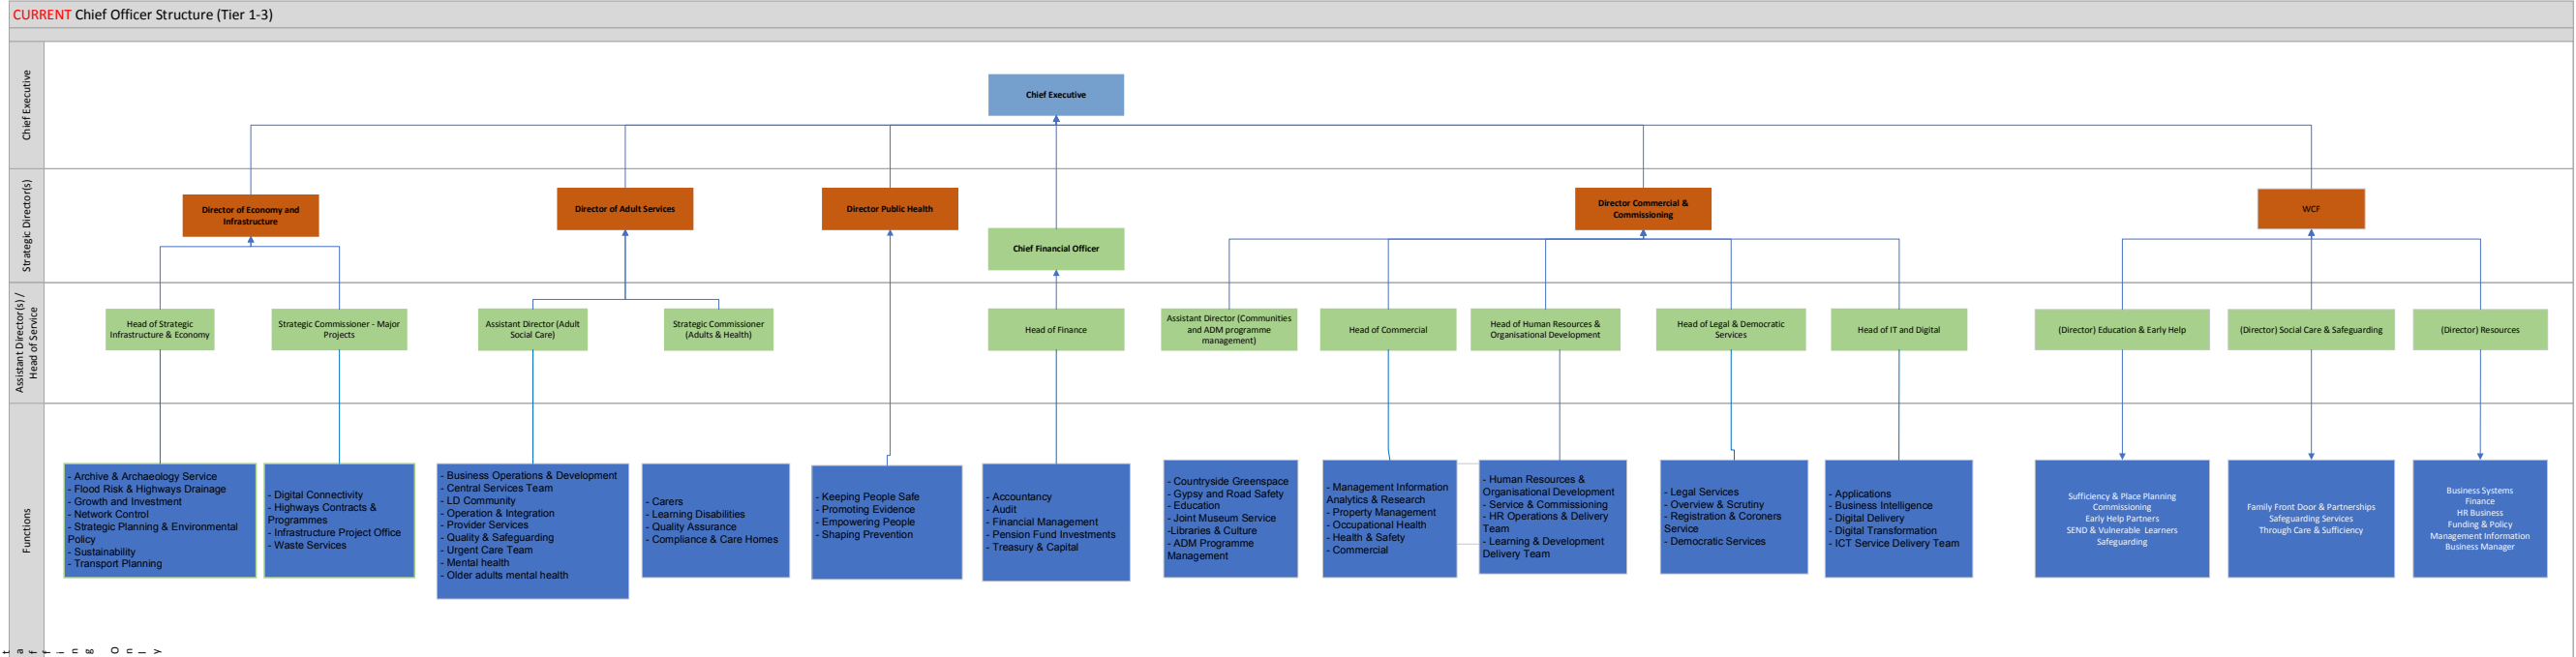 CURRENT Chief Officer Structure (Tier 1-3)
Chief Executive
Chief Executive
Strategic Director(s)
Director of Economy and
Infrastructure
Director of Adult Services
Director Public Health
Chief Financial Officer
Director Commercial &
Commissioning
WCF
Assistant Director(s) /
Head of Service
Head of Strategic
Infrastructure & Economy
Strategic Commissioner - Major
Projects
Assistant Director (Adult
Social Care)
Strategic Commissioner
(Adults & Health)
Head of Finance
Assistant Director (Communities
and ADM programme
management)
Head of Commercial
Head of Human Resources &
Organisational Development
Head of Legal & Democratic
Services
Head of IT and Digital
(Director) Education & Early Help
(Director) Social Care & Safeguarding
(Director) Resources
Functions
- Archive & Archaeology Service
- Flood Risk & Highways Drainage
- Growth and Investment
- Network Control
- Strategic Planning & Environmental
Policy
- Sustainability
- Transport Planning
- Digital Connectivity
- Highways Contracts &
Programmes
- Infrastructure Project Office
- Waste Services
- Business Operations & Development
- Central Services Team
- LD Community
- Operation & Integration
- Provider Services
- Quality & Safeguarding
- Urgent Care Team
- Mental health
- Older adults mental health
- Carers
- Learning Disabilities
- Quality Assurance
- Compliance & Care Homes
- Keeping People Safe
- Promoting Evidence
- Empowering People
- Shaping Prevention
- Accountancy
- Audit
- Financial Management
- Pension Fund Investments
- Treasury & Capital
- Countryside Greenspace
- Gypsy and Road Safety
- Education
- Joint Museum Service
-Libraries & Culture
- ADM Programme
Management
- Management Information
Analytics & Research
- Property Management
- Occupational Health
- Health & Safety
- Commercial
- Human Resources &
Organisational Development
- Service & Commissioning
- HR Operations & Delivery
Team
- Learning & Development
Delivery Team
- Legal Services
- Overview & Scrutiny
- Registration & Coroners
Service
- Democratic Services
- Applications
- Business Intelligence
- Digital Delivery
- Digital Transformation
- ICT Service Delivery Team
Sufficiency & Place Planning
Commissioning
Early Help Partners
SEND & Vulnerable Learners
Safeguarding
Family Front Door & Partnerships
Safeguarding Services
Through Care & Sufficiency
Business Systems
Finance
HR Business
Funding & Policy
Management Information
Business Manager